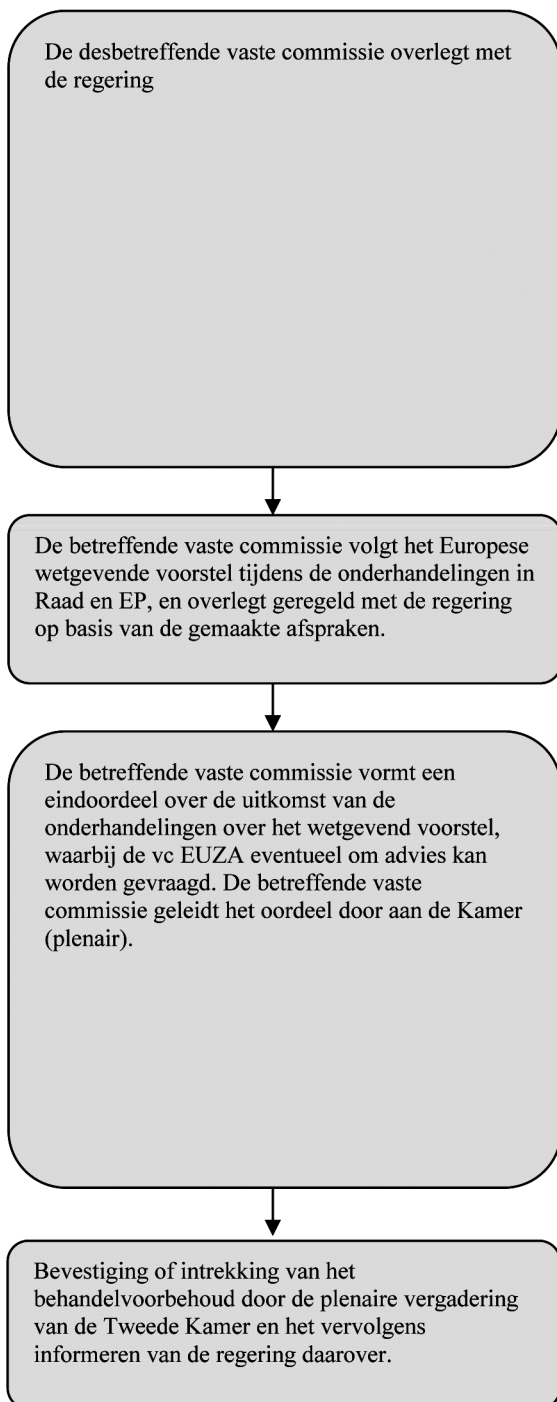 De desbetreffende vaste commissie overlegt met
de regering
De betreffende vaste commissie volgt het Europese
wetgevende voorstel tijdens de onderhandelingen in
Raad en EP, en overlegt geregeld met de regering
op basis van de gemaakte afspraken.
De betreffende vaste commissie vormt een
eindoordeel over de uitkomst van de
onderhandelingen over het wetgevend voorstel,
waarbij de vc EUZA eventueel om advies kan
worden gevraagd. De betreffende vaste
commissie geleidt het oordeel door aan de Kamer
(plenair).
Bevestiging of intrekking van het
behandelvoorbehoud door de plenaire vergadering
van de Tweede Kamer en het vervolgens
informeren van de regering daarover.